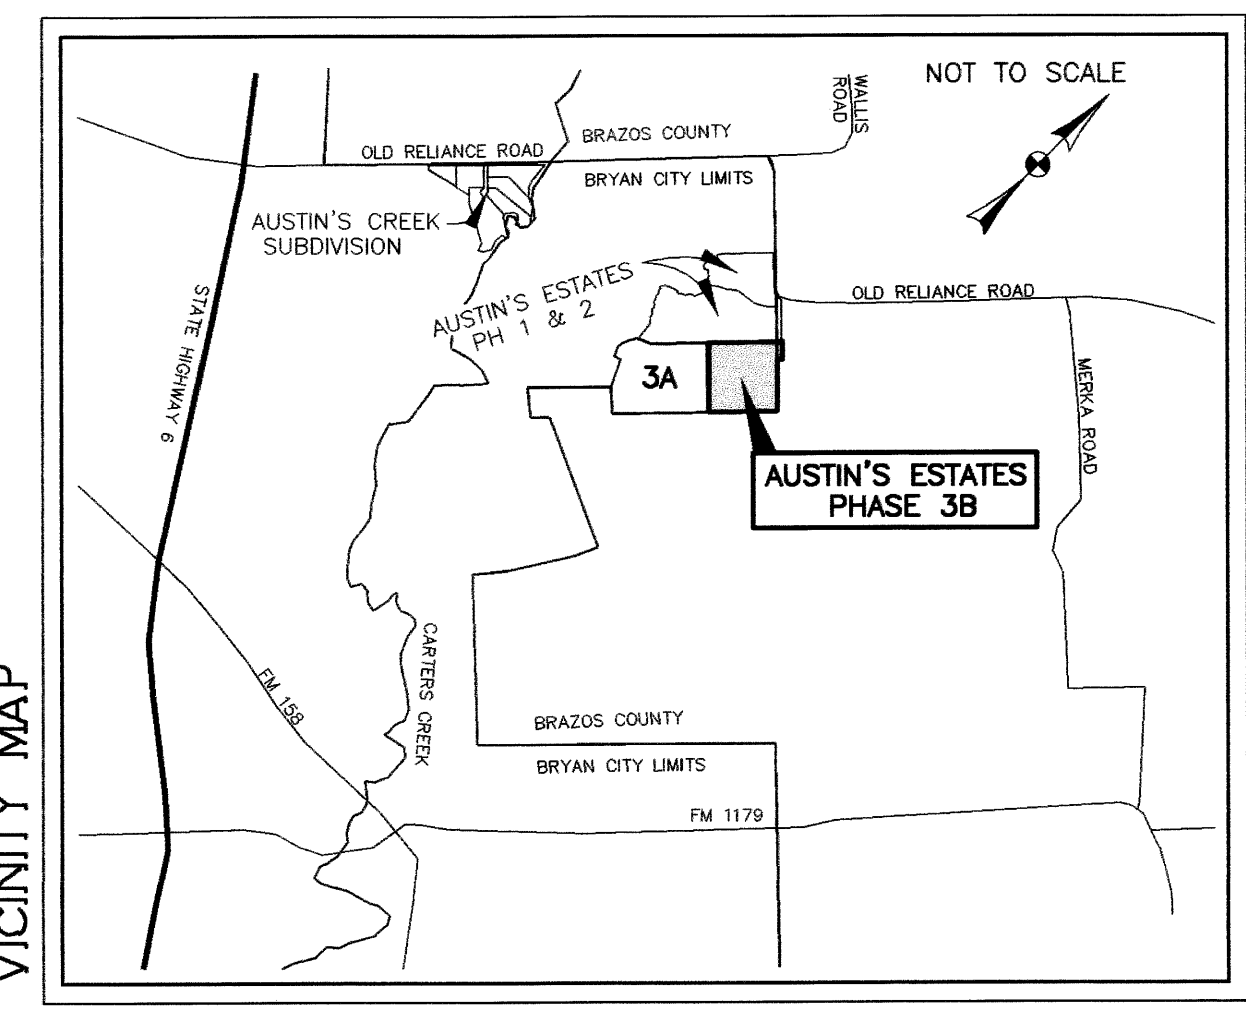 NOT TO SCALE
WALLIS
ROAD
BRAZOS COUNTY
OLD RELIANCE ROAD
BRYAN CITY LIMITS
AUSTIN'S CREEK
SUBDIVISION
AUSTIN'S ESTATES
PH 1 & 2
STATE HIGHWAY 6
OLD RELIANCE ROAD
3A
MERKA ROAD
AUSTIN'S ESTATES
PHASE 3B
CARTERS CREEK
FM 158
BRAZOS COUNTY
BRYAN CITY LIMITS
FM 1179
VICINITY MAP